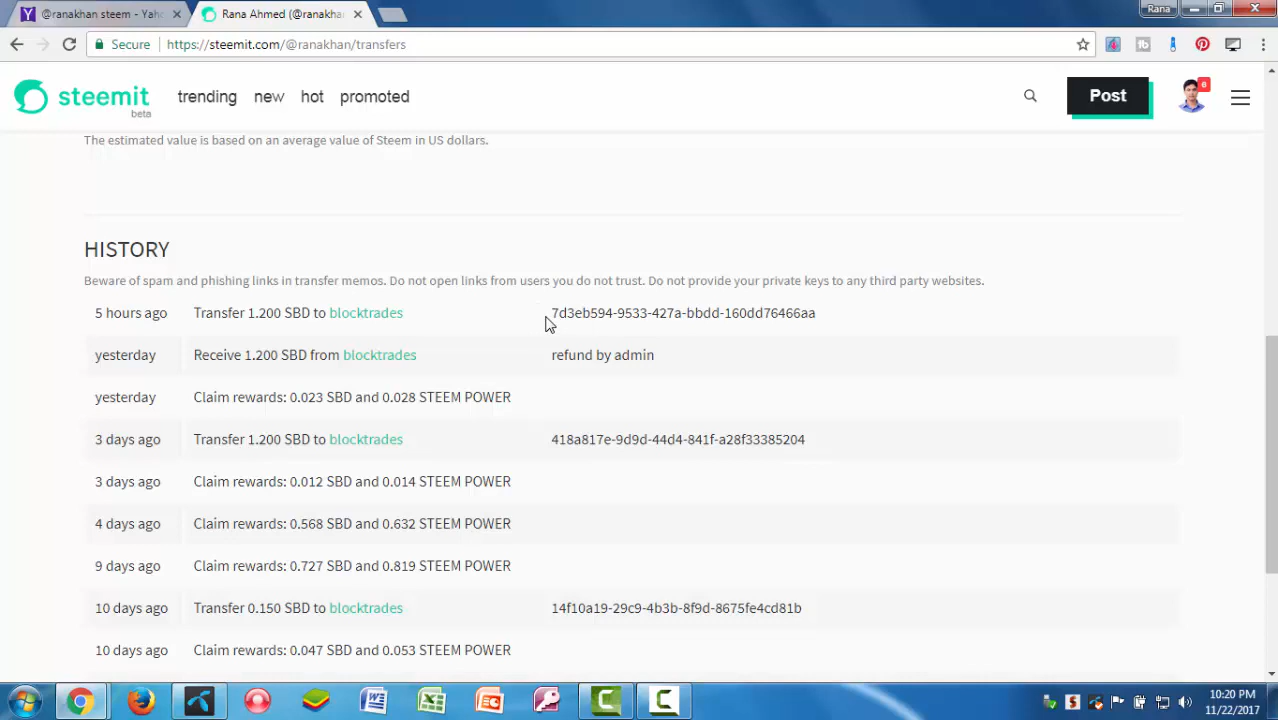 @ranakhan steem - Yaho
Rana Ahmed (@ranakhan
Rana
Secure
https://steemit.com/@ranakhan/transfers
steemit
beta
trending new hot promoted
Post
0
The estimated value is based on an average value of Steem in US dollars.
HISTORY
Beware of spam and phishing links in transfer memos. Do not open links from users you do not trust. Do not provide your private keys to any third party websites.
5 hours ago Transfer 1.200 SBD to blocktrades 7d3eb594-9533-427a-bbdd-160dd76466aa
yesterday Receive 1.200 SBD from blocktrades refund by admin
yesterday Claim rewards: 0.023 SBD and 0.028 STEEM POWER
3 days ago Transfer 1.200 SBD to blocktrades 418a817e-9d9d-44d4-841f-a28f33385204
3 days ago Claim rewards: 0.012 SBD and 0.014 STEEM POWER
4 days ago Claim rewards: 0.568 SBD and 0.632 STEEM POWER
9 days ago Claim rewards: 0.727 SBD and 0.819 STEEM POWER
10 days ago Transfer 0.150 SBD to blocktrades 14f10a19-29c9-4b3b-8f9d-8675fe4cd81b
10 days ago Claim rewards: 0.047 SBD and 0.053 STEEM POWER
10:20 PM
11/22/2017